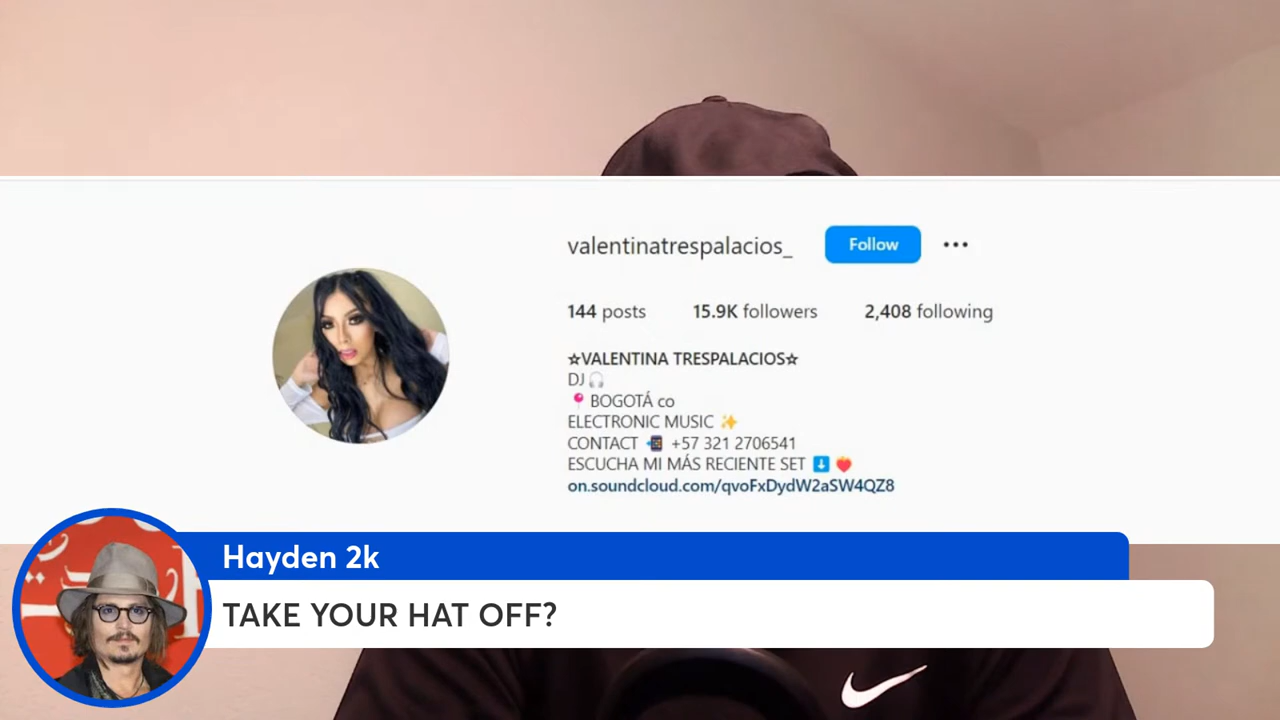 valentinatrespalacios_ Follow
144 posts 15.9K followers 2,408 following
☆VALENTINA TRESPALACIOS☆
DJ🎧
📍 BOGOTÁ co
ELECTRONIC MUSIC ✨
CONTACT 📲 +57 321 2706541
ESCUCHA MI MÁS RECIENTE SET ⬇️ ❤️
on.soundcloud.com/qvoFxDydW2aSW4QZ8
Hayden 2k
TAKE YOUR HAT OFF?